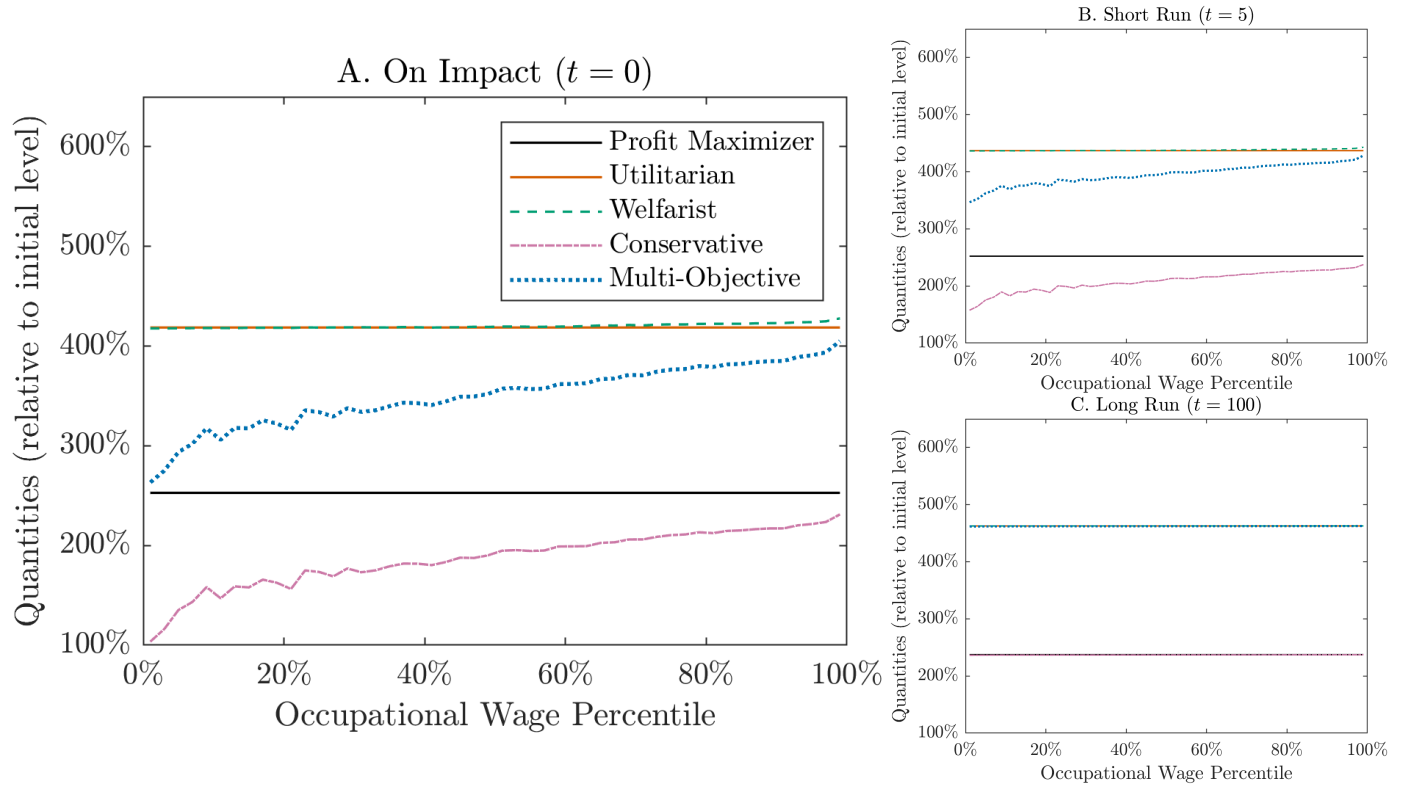 A. On Impact (t = 0)
Quantities (relative to initial level)
600%
500%
400%
300%
200%
100%
0%
20%
40%
60%
80%
100%
Occupational Wage Percentile
Profit Maximizer
Utilitarian
Welfarist
Conservative
Multi-Objective
B. Short Run (t = 5)
Quantities (relative to initial level)
600%
500%
400%
300%
200%
100%
0%
20%
40%
60%
80%
100%
Occupational Wage Percentile
C. Long Run (t = 100)
Quantities (relative to initial level)
600%
500%
400%
300%
200%
100%
0%
20%
40%
60%
80%
100%
Occupational Wage Percentile